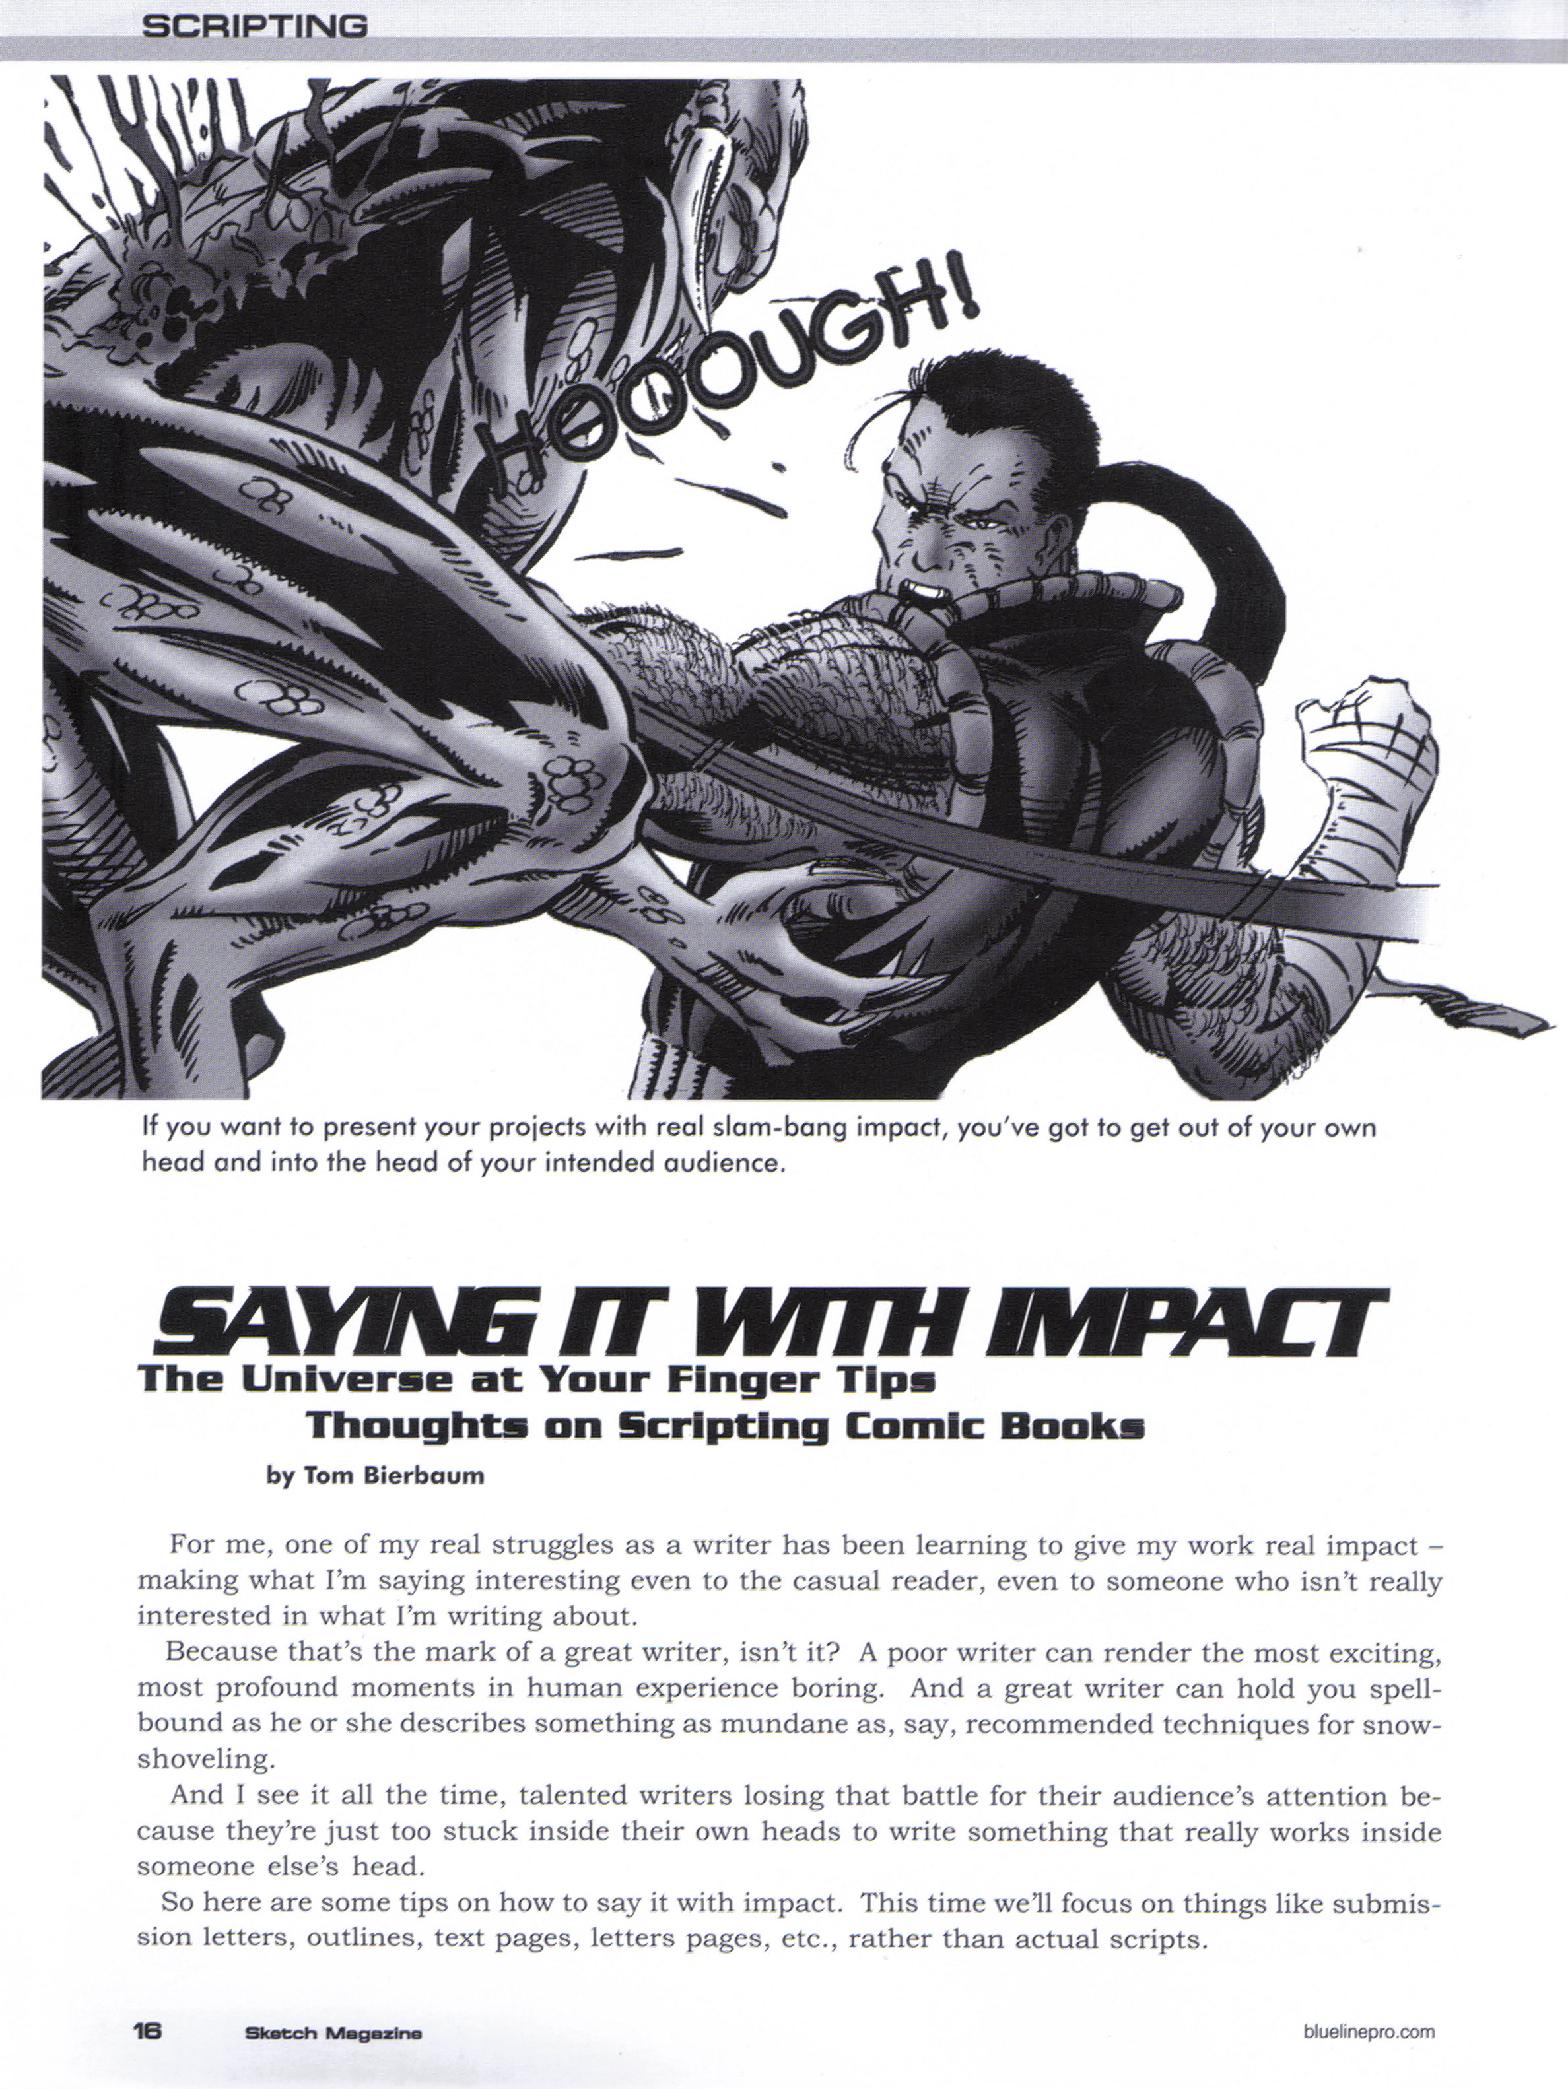 SCRIPTING
HOOOUGH!
If you want to present your projects with real slam-bang impact, you've got to get out of your own
head and into the head of your intended audience.
SAYING IT WITH IMPACT
The Universe at Your Finger Tips
Thoughts on Scripting Comic Books
by Tom Bierbaum
For me, one of my real struggles as a writer has been learning to give my work real impact –
making what I'm saying interesting even to the casual reader, even to someone who isn't really
interested in what I'm writing about.
Because that's the mark of a great writer, isn't it?  A poor writer can render the most exciting,
most profound moments in human experience boring.  And a great writer can hold you spell-
bound as he or she describes something as mundane as, say, recommended techniques for snow-
shoveling.
And I see it all the time, talented writers losing that battle for their audience's attention be-
cause they're just too stuck inside their own heads to write something that really works inside
someone else's head.
So here are some tips on how to say it with impact.  This time we'll focus on things like submis-
sion letters, outlines, text pages, letters pages, etc., rather than actual scripts.
16 Sketch Magazine bluelinepro.com